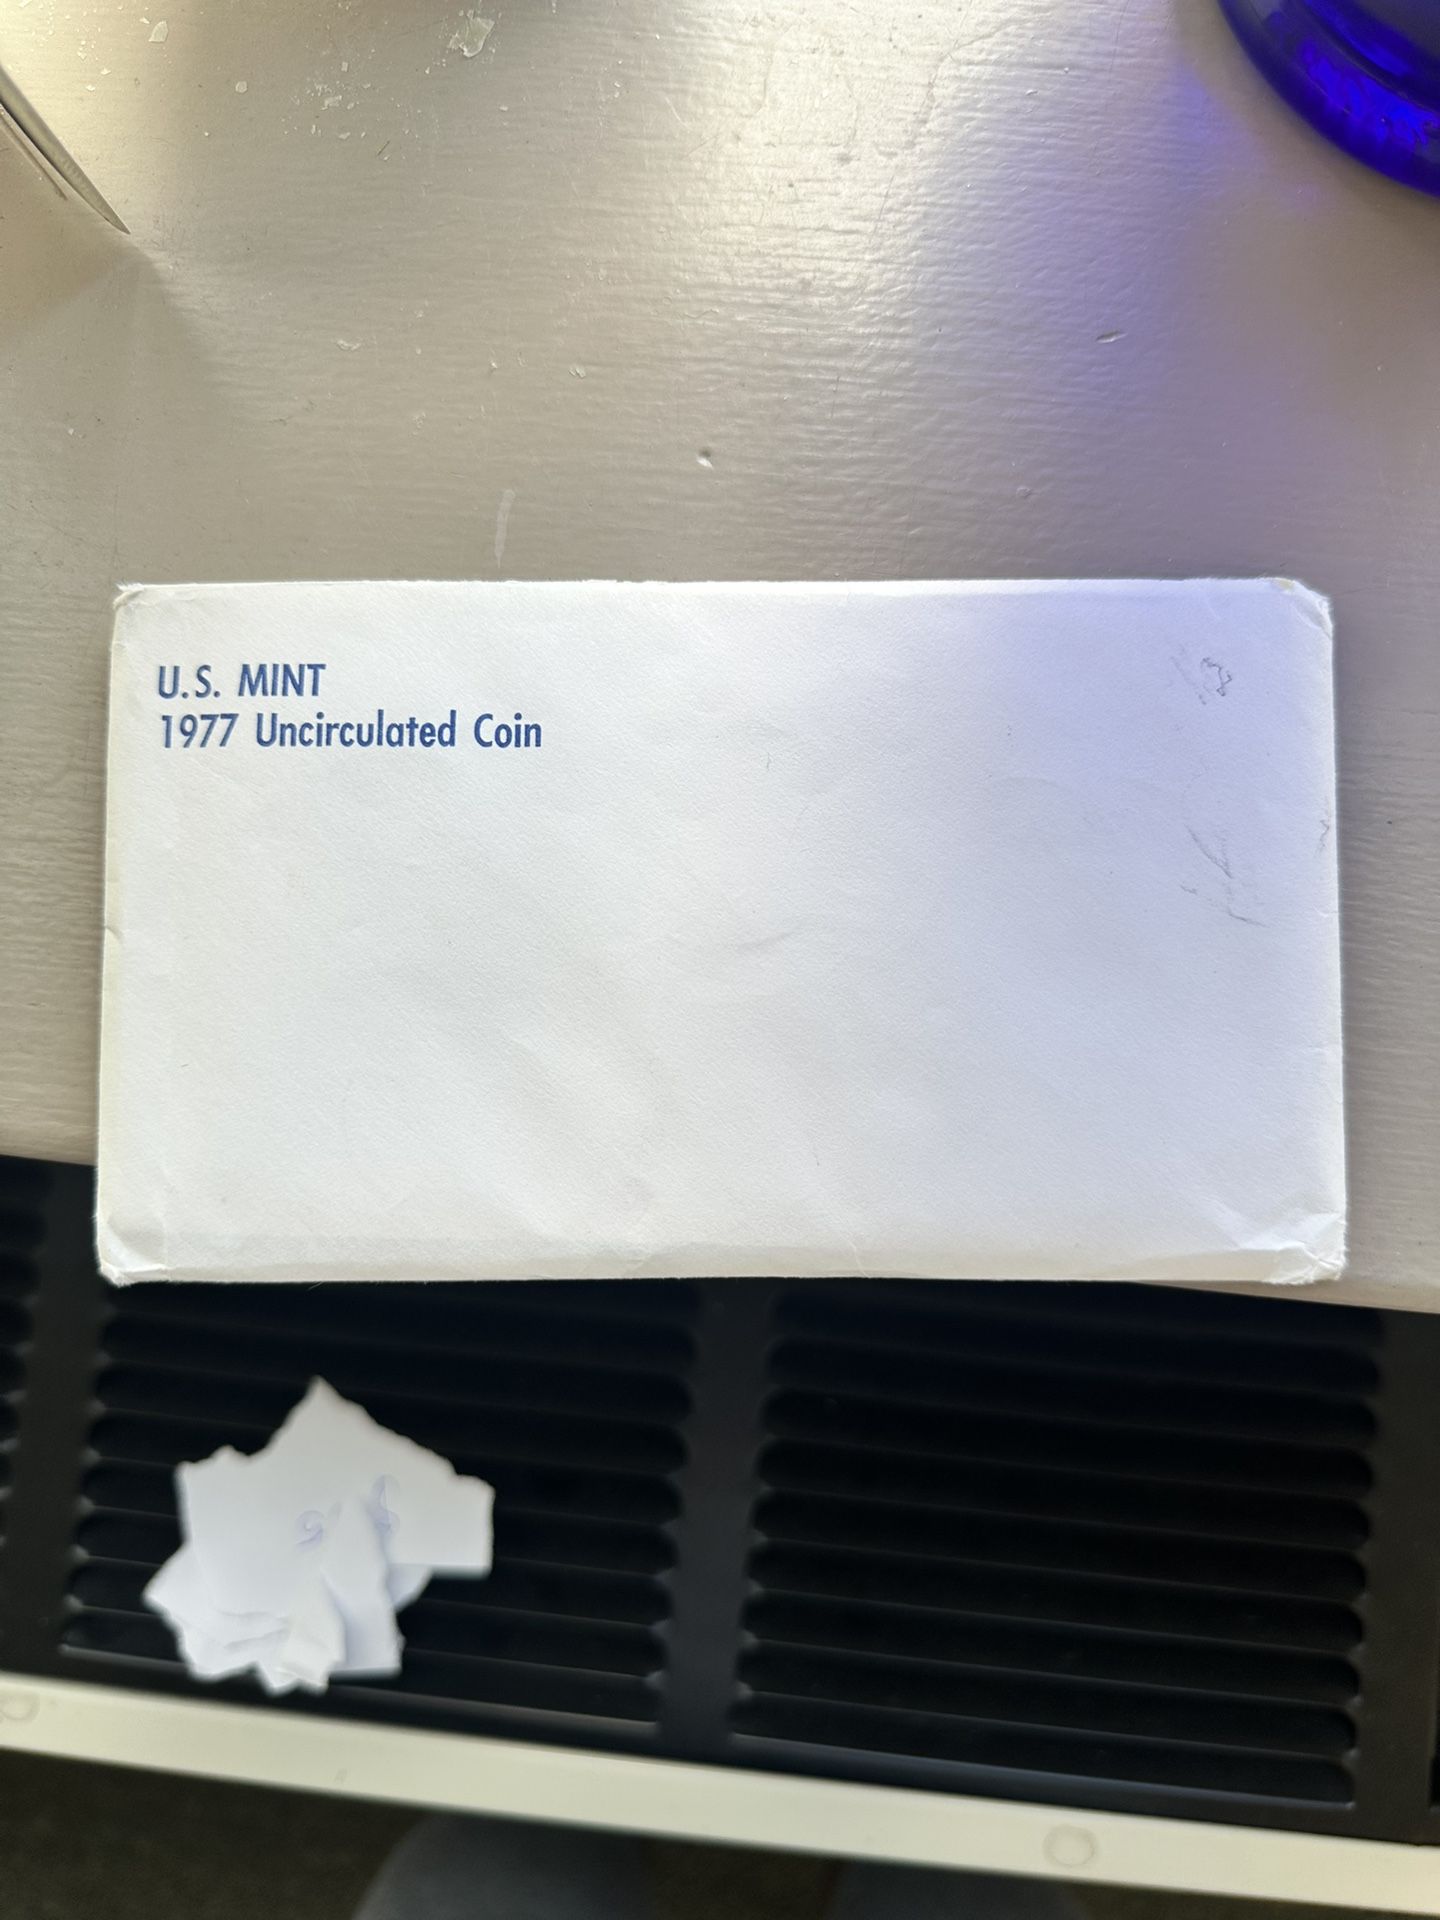 U.S. MINT
1977 Uncirculated Coin